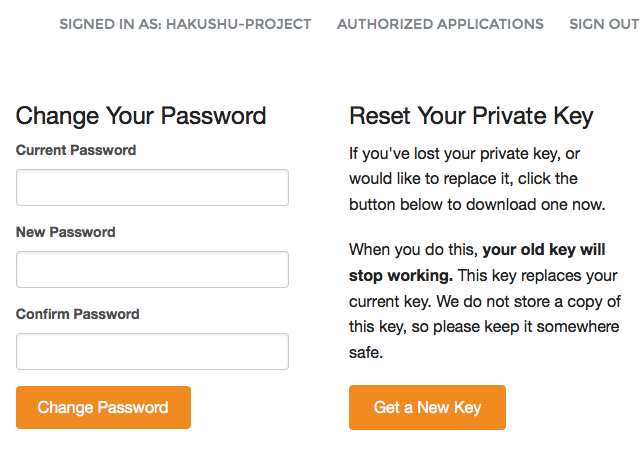 SIGNED IN AS: HAKUSHU-PROJECT AUTHORIZED APPLICATIONS SIGN OUT
Change Your Password
Current Password
New Password
Confirm Password
Change Password
Reset Your Private Key
If you've lost your private key, or
would like to replace it, click the
button below to download one now.
When you do this, your old key will
stop working. This key replaces your
current key. We do not store a copy of
this key, so please keep it somewhere
safe.
Get a New Key